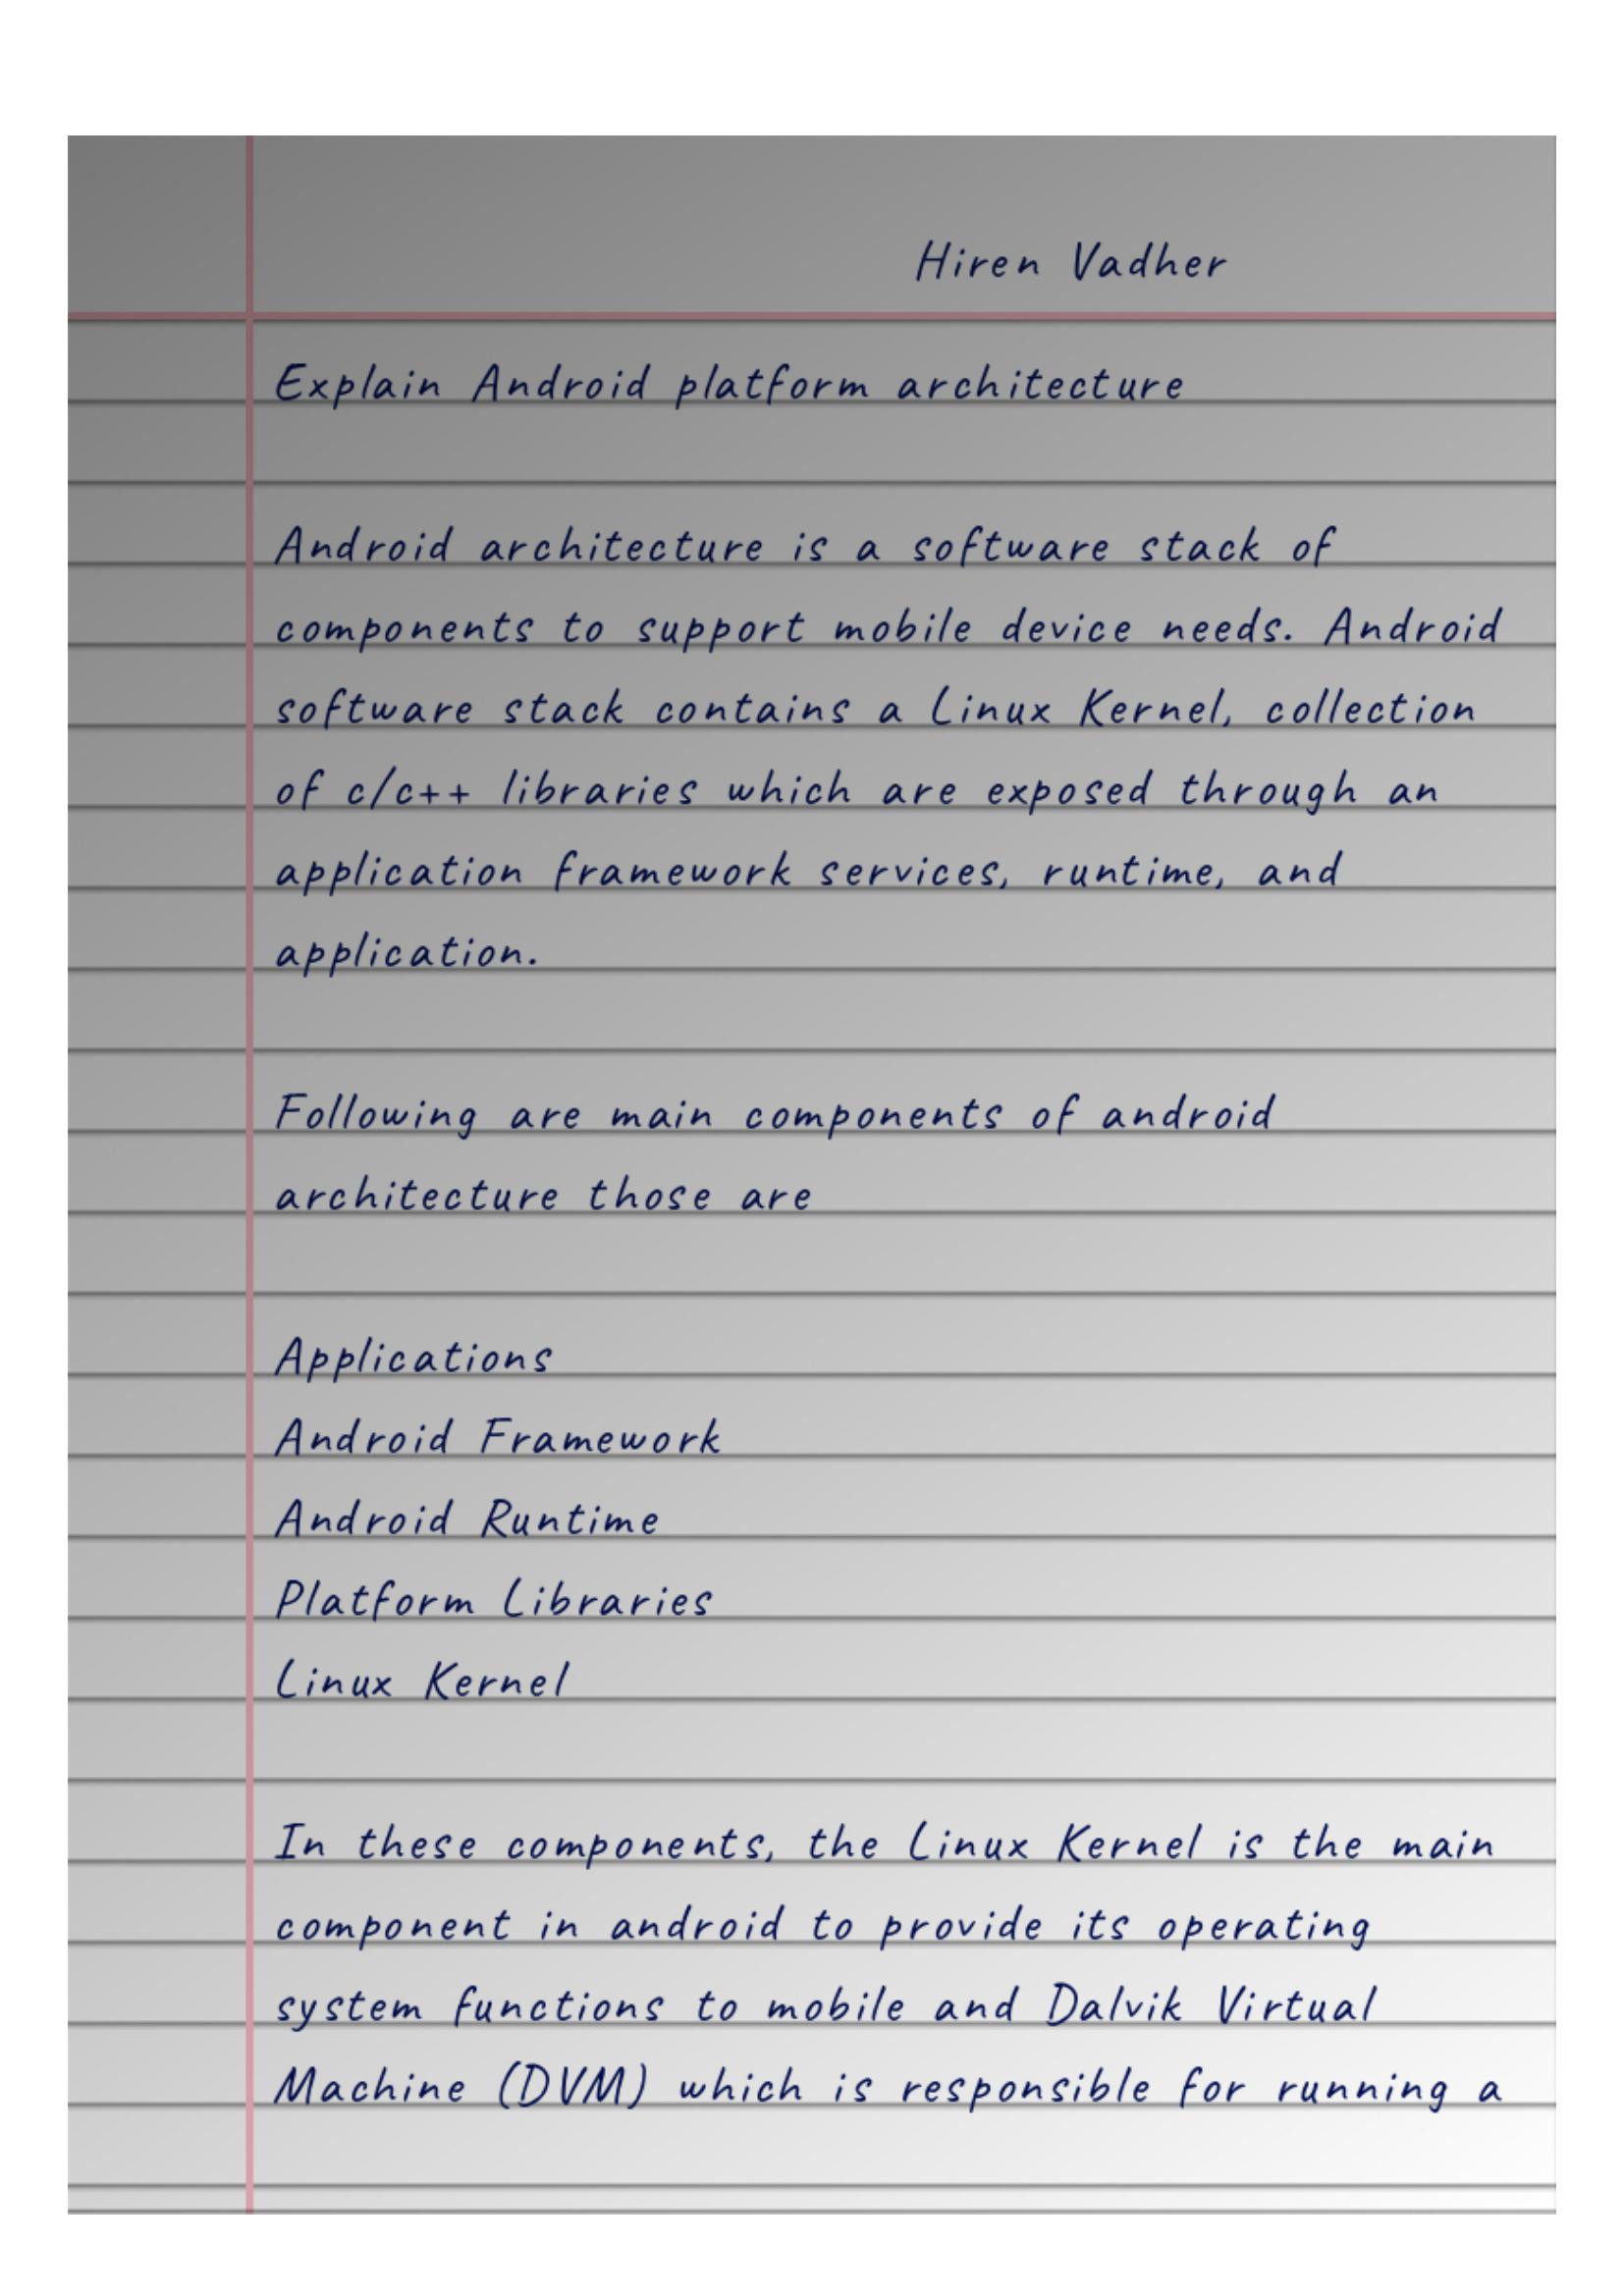 Hiren Vadher
Explain Android platform architecture
Android architecture is a software stack of
components to support mobile device needs. Android
software stack contains a Linux Kernel, collection
of c/c++ libraries which are exposed through an
application framework services, runtime, and
application.
Following are main components of android
architecture those are
Applications
Android Framework
Android Runtime
Platform Libraries
Linux Kernel
In these components, the Linux Kernel is the main
component in android to provide its operating
system functions to mobile and Dalvik Virtual
Machine (DVM) which is responsible for running a